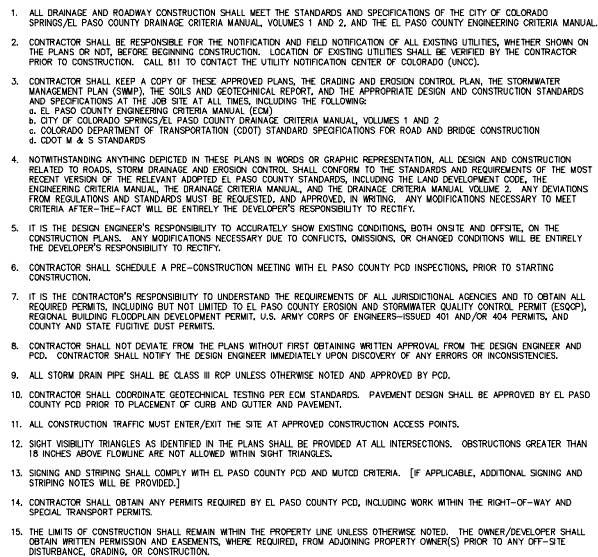 1. ALL DRAINAGE AND ROADWAY CONSTRUCTION SHALL MEET THE STANDARDS AND SPECIFICATIONS OF THE CITY OF COLORADO
SPRINGS/EL PASO COUNTY DRAINAGE CRITERIA MANUAL, VOLUMES 1 AND 2, AND THE EL PASO COUNTY ENGINEERING CRITERIA MANUAL.
2. CONTRACTOR SHALL BE RESPONSIBLE FOR THE NOTIFICATION AND FIELD NOTIFICATION OF ALL EXISTING UTILITIES, WHETHER SHOWN ON
THE PLANS OR NOT, BEFORE BEGINNING CONSTRUCTION. LOCATION OF EXISTING UTILITIES SHALL BE VERIFIED BY THE CONTRACTOR
PRIOR TO CONSTRUCTION. CALL 811 TO CONTACT THE UTILITY NOTIFICATION CENTER OF COLORADO (UNCC).
3. CONTRACTOR SHALL KEEP A COPY OF THESE APPROVED PLANS, THE GRADING AND EROSION CONTROL PLAN, THE STORMWATER
MANAGEMENT PLAN (SWMP), THE SOILS AND GEOTECHNICAL REPORT, AND THE APPROPRIATE DESIGN AND CONSTRUCTION STANDARDS
AND SPECIFICATIONS AT THE JOB SITE AT ALL TIMES, INCLUDING THE FOLLOWING:
a. EL PASO COUNTY ENGINEERING CRITERIA MANUAL (ECM)
b. CITY OF COLORADO SPRINGS/EL PASO COUNTY DRAINAGE CRITERIA MANUAL, VOLUMES 1 AND 2
c. COLORADO DEPARTMENT OF TRANSPORTATION (CDOT) STANDARD SPECIFICATIONS FOR ROAD AND BRIDGE CONSTRUCTION
d. CDOT M & S STANDARDS
4. NOTWITHSTANDING ANYTHING DEPICTED IN THESE PLANS IN WORDS OR GRAPHIC REPRESENTATION, ALL DESIGN AND CONSTRUCTION
RELATED TO ROADS, STORM DRAINAGE AND EROSION CONTROL SHALL CONFORM TO THE STANDARDS AND REQUIREMENTS OF THE MOST
RECENT VERSION OF THE RELEVANT ADOPTED EL PASO COUNTY STANDARDS, INCLUDING THE LAND DEVELOPMENT CODE, THE
ENGINEERING CRITERIA MANUAL, THE DRAINAGE CRITERIA MANUAL, AND THE DRAINAGE CRITERIA MANUAL VOLUME 2. ANY DEVIATIONS
FROM REGULATIONS AND STANDARDS MUST BE REQUESTED, AND APPROVED, IN WRITING. ANY MODIFICATIONS NECESSARY TO MEET
CRITERIA AFTER-THE-FACT WILL BE ENTIRELY THE DEVELOPER'S RESPONSIBILITY TO RECTIFY.
5. IT IS THE DESIGN ENGINEER'S RESPONSIBILITY TO ACCURATELY SHOW EXISTING CONDITIONS, BOTH ONSITE AND OFFSITE, ON THE
CONSTRUCTION PLANS. ANY MODIFICATIONS NECESSARY DUE TO CONFLICTS, OMISSIONS, OR CHANGED CONDITIONS WILL BE ENTIRELY
THE DEVELOPER'S RESPONSIBILITY TO RECTIFY.
6. CONTRACTOR SHALL SCHEDULE A PRE-CONSTRUCTION MEETING WITH EL PASO COUNTY PCD INSPECTIONS, PRIOR TO STARTING
CONSTRUCTION.
7. IT IS THE CONTRACTOR'S RESPONSIBILITY TO UNDERSTAND THE REQUIREMENTS OF ALL JURISDICTIONAL AGENCIES AND TO OBTAIN ALL
REQUIRED PERMITS, INCLUDING BUT NOT LIMITED TO EL PASO COUNTY EROSION AND STORMWATER QUALITY CONTROL PERMIT (ESQCP),
REGIONAL BUILDING FLOODPLAIN DEVELOPMENT PERMIT, U.S. ARMY CORPS OF ENGINEERS-ISSUED 401 AND/OR 404 PERMITS, AND
COUNTY AND STATE FUGITIVE DUST PERMITS.
8. CONTRACTOR SHALL NOT DEVIATE FROM THE PLANS WITHOUT FIRST OBTAINING WRITTEN APPROVAL FROM THE DESIGN ENGINEER AND
PCD. CONTRACTOR SHALL NOTIFY THE DESIGN ENGINEER IMMEDIATELY UPON DISCOVERY OF ANY ERRORS OR INCONSISTENCIES.
9. ALL STORM DRAIN PIPE SHALL BE CLASS III RCP UNLESS OTHERWISE NOTED AND APPROVED BY PCD.
10. CONTRACTOR SHALL COORDINATE GEOTECHNICAL TESTING PER ECM STANDARDS. PAVEMENT DESIGN SHALL BE APPROVED BY EL PASO
COUNTY PCD PRIOR TO PLACEMENT OF CURB AND GUTTER AND PAVEMENT.
11. ALL CONSTRUCTION TRAFFIC MUST ENTER/EXIT THE SITE AT APPROVED CONSTRUCTION ACCESS POINTS.
12. SIGHT VISIBILITY TRIANGLES AS IDENTIFIED IN THE PLANS SHALL BE PROVIDED AT ALL INTERSECTIONS. OBSTRUCTIONS GREATER THAN
18 INCHES ABOVE FLOWLINE ARE NOT ALLOWED WITHIN SIGHT TRIANGLES.
13. SIGNING AND STRIPING SHALL COMPLY WITH EL PASO COUNTY PCD AND MUTCD CRITERIA. [IF APPLICABLE, ADDITIONAL SIGNING AND
STRIPING NOTES WILL BE PROVIDED.]
14. CONTRACTOR SHALL OBTAIN ANY PERMITS REQUIRED BY EL PASO COUNTY PCD, INCLUDING WORK WITHIN THE RIGHT-OF-WAY AND
SPECIAL TRANSPORT PERMITS.
15. THE LIMITS OF CONSTRUCTION SHALL REMAIN WITHIN THE PROPERTY LINE UNLESS OTHERWISE NOTED. THE OWNER/DEVELOPER SHALL
OBTAIN WRITTEN PERMISSION AND EASEMENTS, WHERE REQUIRED, FROM ADJOINING PROPERTY OWNER(S) PRIOR TO ANY OFF-SITE
DISTURBANCE, GRADING, OR CONSTRUCTION.